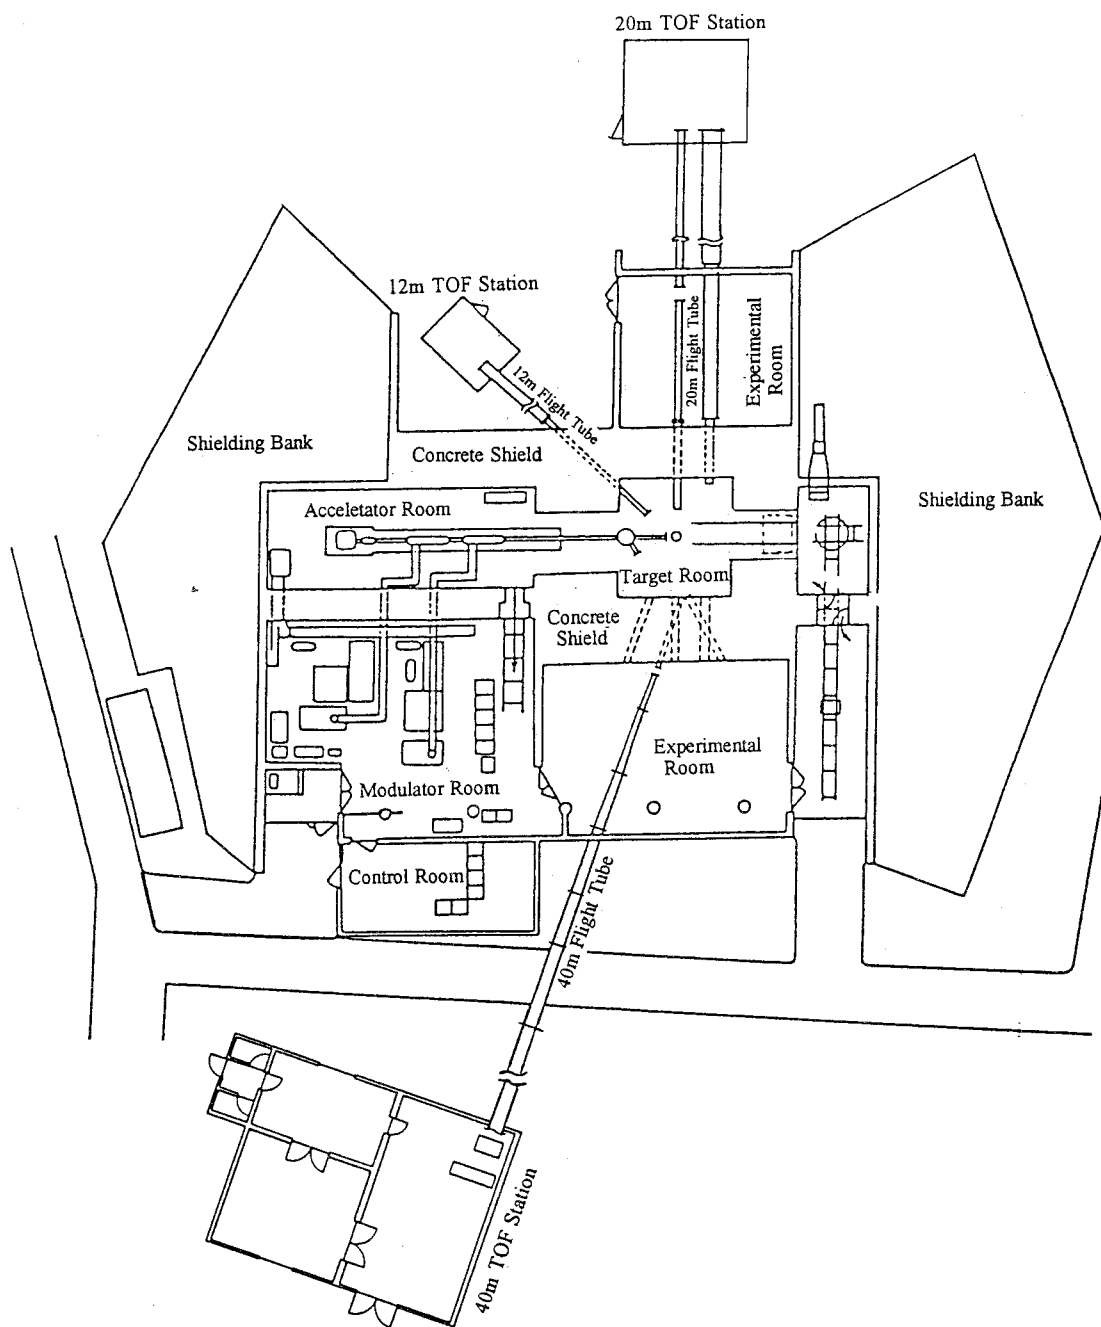 20m TOF Station
12m TOF Station
12m Flight Tube
20m Flight Tube
Experimental
Room
Shielding Bank
Concrete Shield
Shielding Bank
Acceletator Room
Target Room
Concrete
Shield
Experimental
Room
Modulator Room
Control Room
40m Flight Tube
40m TOF Station